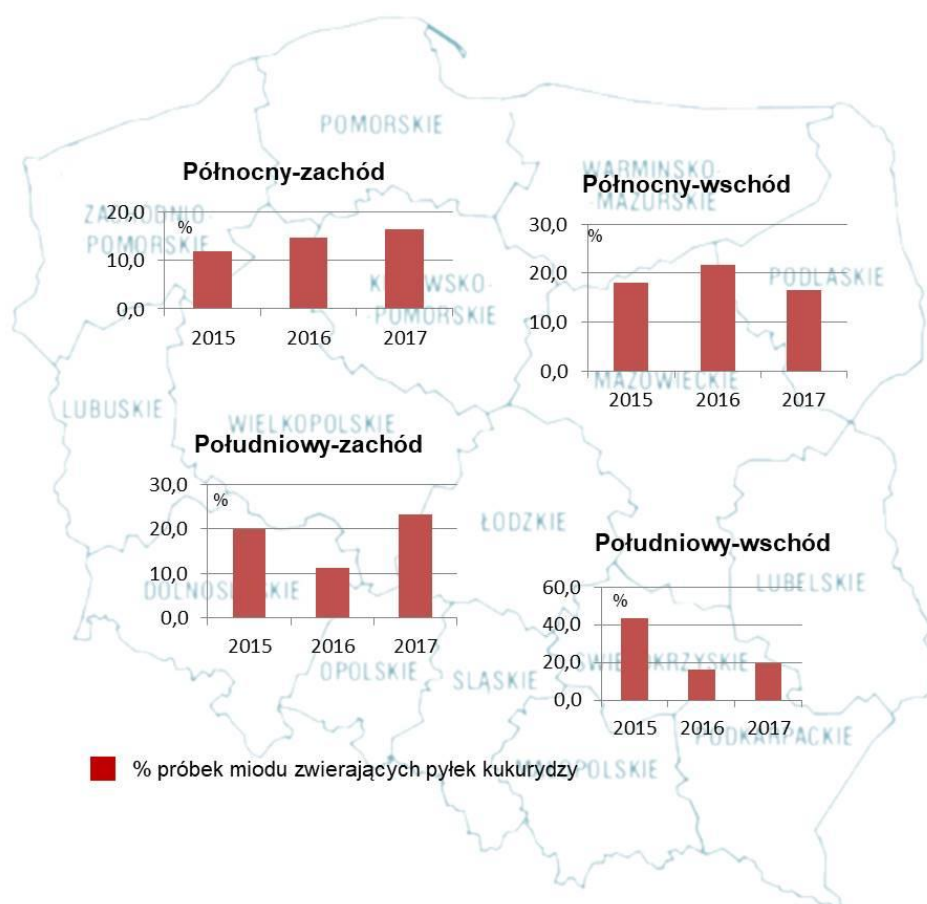 POMORSKIE
Północny-zachód
20,0
%
10,0
0,0
2015 2016 2017
ZACHODNIO-
POMORSKIE
KUJAWSKO-
POMORSKIE
WARMINSKO-
MAZURSKIE
Północny-wschód
30,0
%
20,0
10,0
0,0
2015 2016 2017
PODLASKIE
MAZOWIECKIE
LUBUSKIE
WIELKOPOLSKIE
Południowy-zachód
30,0
%
20,0
10,0
0,0
2015 2016 2017
DOLNOŚLĄSKIE
OPOLSKIE
ŁÓDZKIE
ŚLĄSKIE
Południowy-wschód
60,0
%
40,0
20,0
0,0
2015 2016 2017
LUBELSKIE
ŚWIĘTOKRZYSKIE
PODKARPACKIE
MAŁOPOLSKIE
% próbek miodu zwierających pyłek kukurydzy